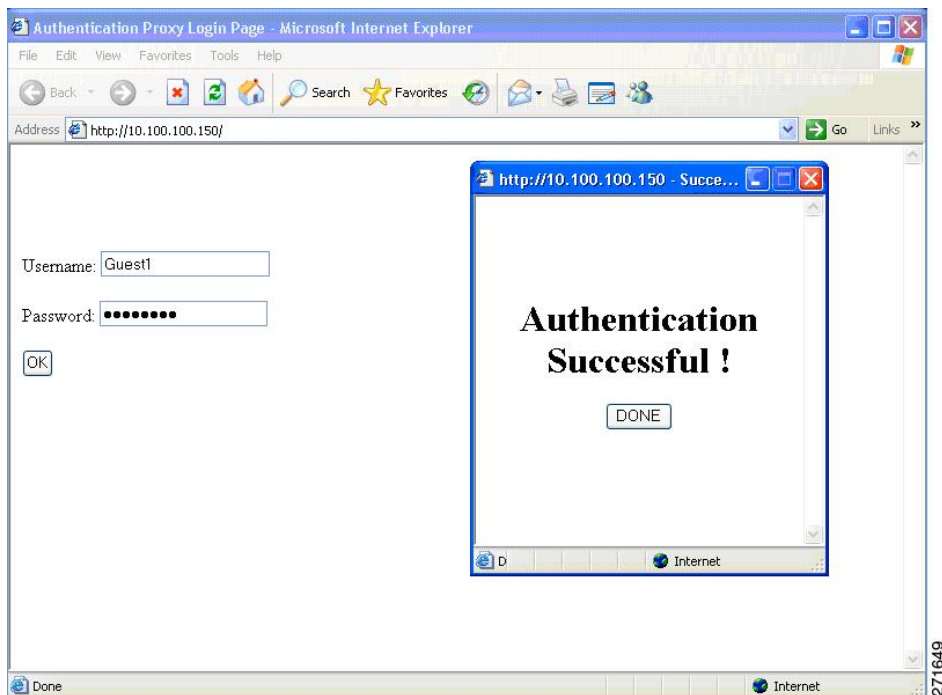 Authentication Proxy Login Page - Microsoft Internet Explorer
File Edit View Favorites Tools Help
Back Search Favorites
Address http://10.100.100.150/ Go Links »
http://10.100.100.150 - Succe...
Username: Guest1
Password: ••••••••
OK
Authentication
Successful !
DONE
D Internet
Done Internet
271649